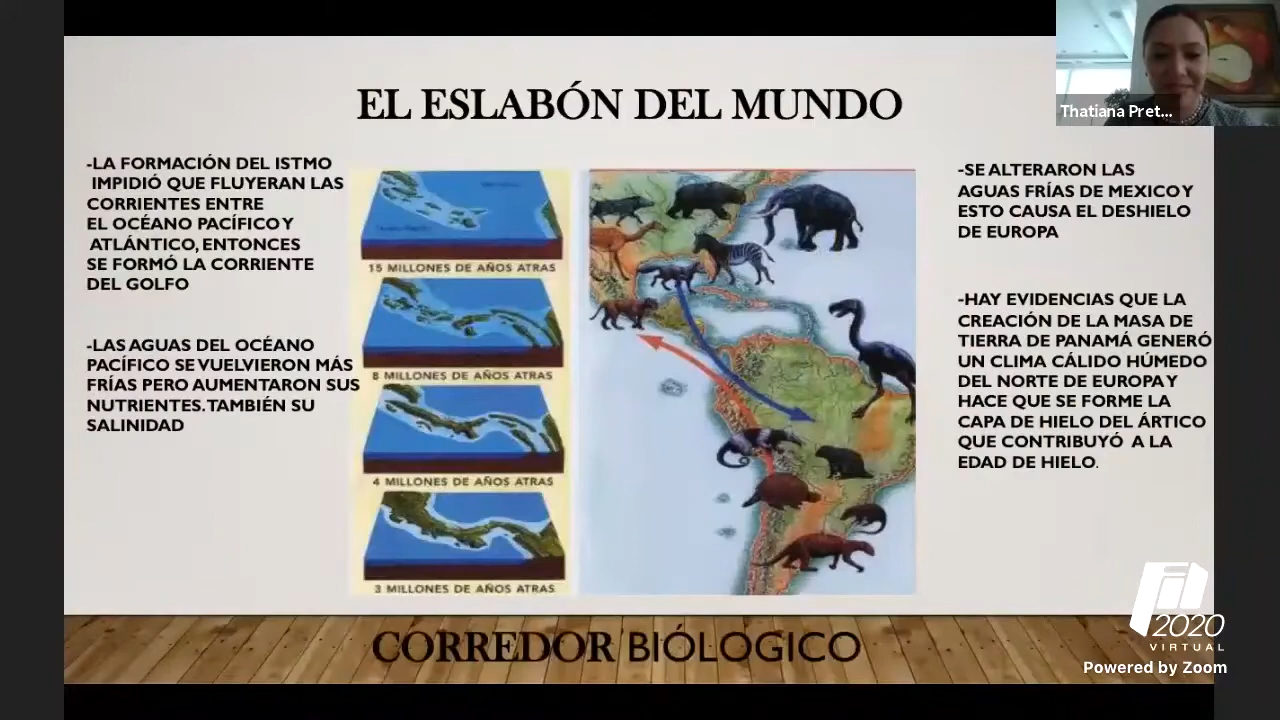 EL ESLABÓN DEL MUNDO
Thatiana Pret...
-LA FORMACIÓN DEL ISTMO
IMPIDIÓ QUE FLUYERAN LAS
CORRIENTES ENTRE
EL OCÉANO PACÍFICO Y
ATLÁNTICO, ENTONCES
SE FORMÓ LA CORRIENTE
DEL GOLFO
-LAS AGUAS DEL OCÉANO
PACÍFICO SE VUELVIERON MÁS
FRÍAS PERO AUMENTARON SUS
NUTRIENTES. TAMBIÉN SU
SALINIDAD
15 MILLONES DE AÑOS ATRAS
8 MILLONES DE AÑOS ATRAS
4 MILLONES DE AÑOS ATRAS
3 MILLONES DE AÑOS ATRAS
-SE ALTERARON LAS
AGUAS FRÍAS DE MEXICO Y
ESTO CAUSA EL DESHIELO
DE EUROPA
-HAY EVIDENCIAS QUE LA
CREACIÓN DE LA MASA DE
TIERRA DE PANAMÁ GENERÓ
UN CLIMA CÁLIDO HÚMEDO
DEL NORTE DE EUROPA Y
HACE QUE SE FORME LA
CAPA DE HIELO DEL ÁRTICO
QUE CONTRIBUYÓ A LA
EDAD DE HIELO.
CORREDOR BIÓLOGICO
2020
VIRTUAL
Powered by Zoom